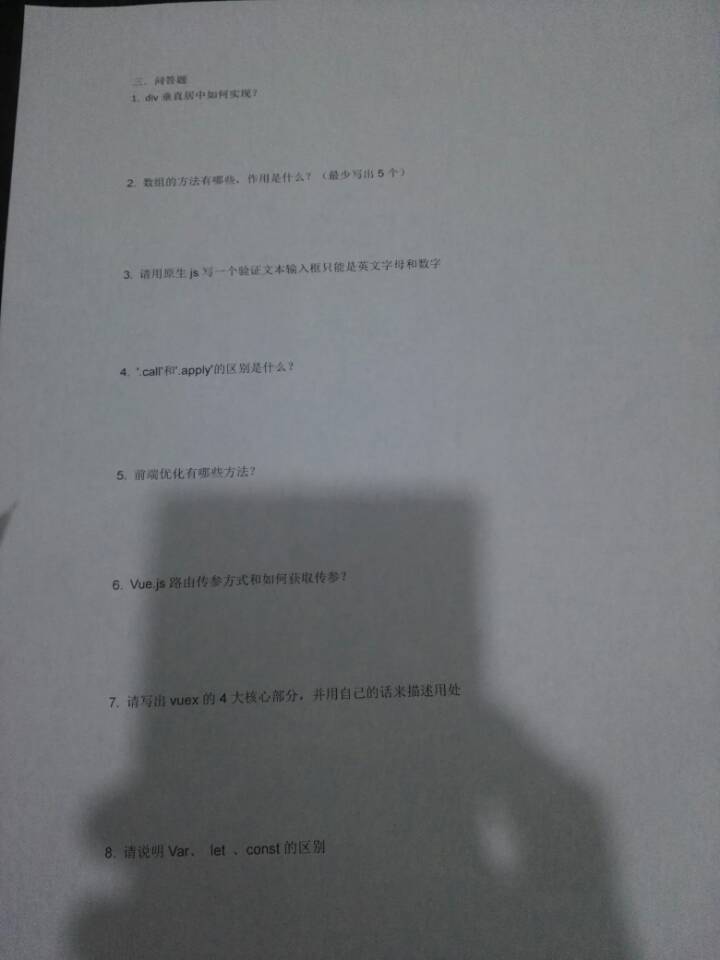 三．问答题
1. div 垂直居中如何实现？
2. 数组的方法有哪些，作用是什么？（最少写出 5 个）
3. 请用原生 js 写一个验证文本输入框只能是英文字母和数字
4. '.call'和'.apply'的区别是什么？
5. 前端优化有哪些方法？
6. Vue.js 路由传参方式和如何获取传参？
7. 请写出 vuex 的 4 大核心部分，并用自己的话来描述用处
8. 请说明 Var、 let 、const 的区别